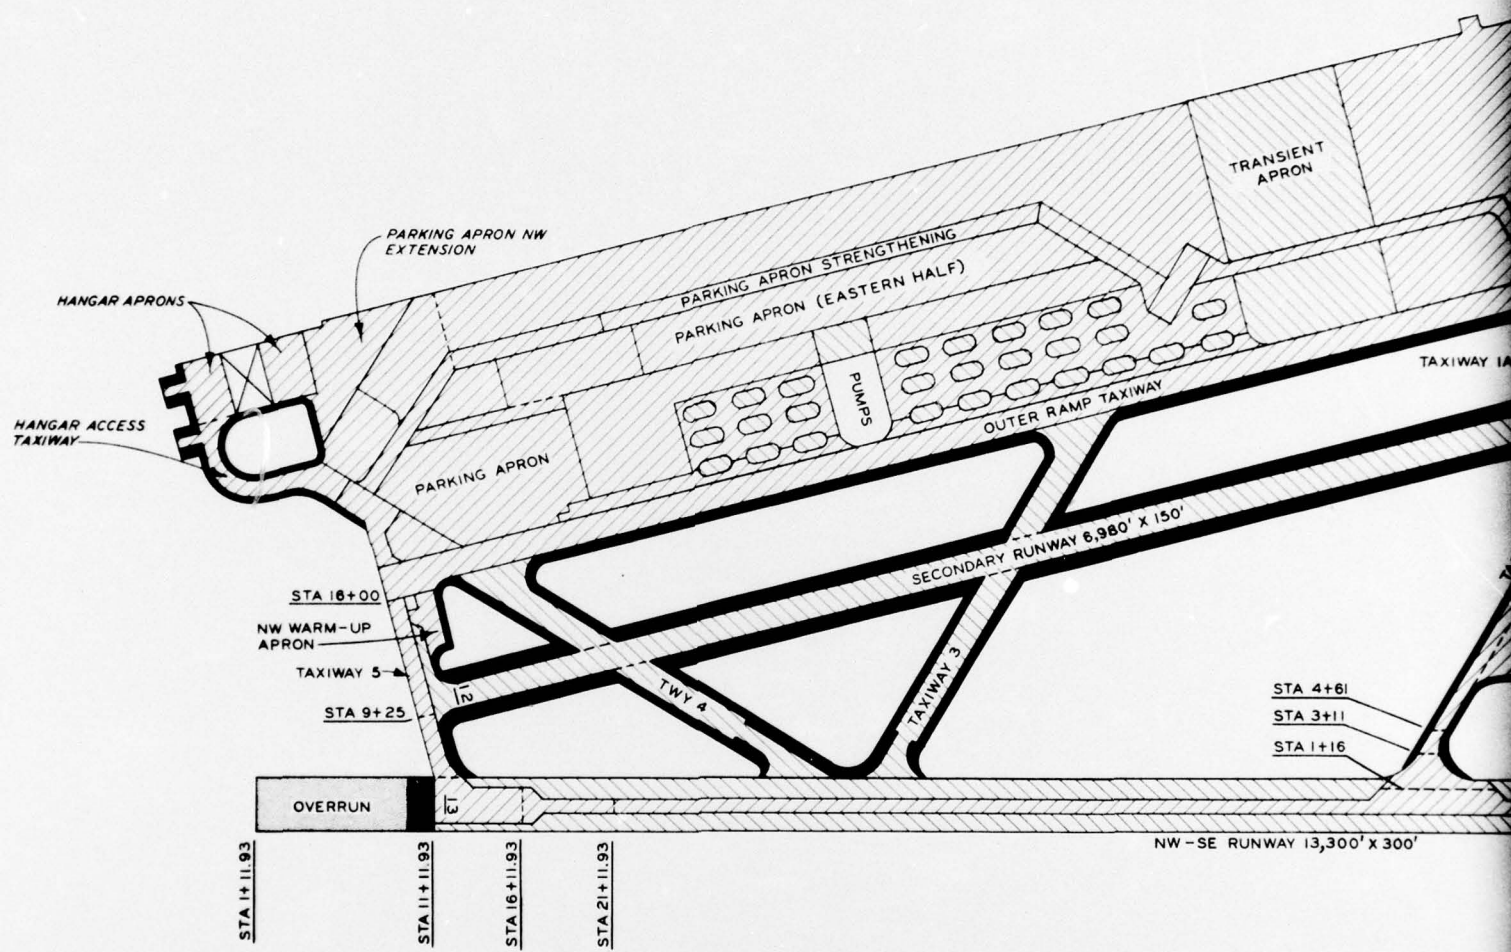 TRANSIENT
APRON
PARKING APRON NW
EXTENSION
PARKING APRON STRENGTHENING
PARKING APRON (EASTERN HALF)
HANGAR APRONS
PUMPS
TAXIWAY 1A
HANGAR ACCESS
TAXIWAY
OUTER RAMP TAXIWAY
PARKING APRON
SECONDARY RUNWAY 6,980' X 150'
STA 16+00
NW WARM-UP
APRON
TAXIWAY 5
12
TWY 4
TAXIWAY 3
STA 9+25
STA 4+61
STA 3+11
STA 1+16
OVERRUN
13
NW-SE RUNWAY 13,300' X 300'
STA 1+11.93
STA 11+11.93
STA 16+11.93
STA 21+11.93